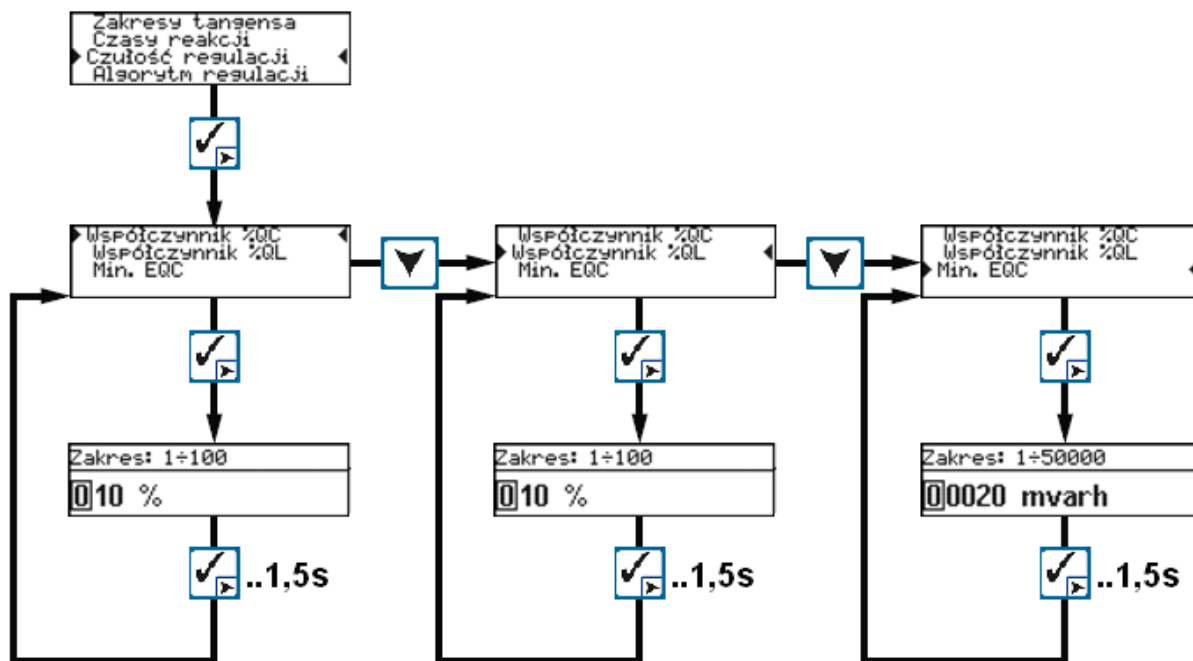 Zakresy tangensa
Czasy reakcji
Czułość regulacji
Algorytm regulacji
Współczynnik %QC
Współczynnik %QL
Min. EQC
Współczynnik %QC
Współczynnik %QL
Min. EQC
Współczynnik %QC
Współczynnik %QL
Min. EQC
Zakres: 1÷100
010 %
Zakres: 1÷100
010 %
Zakres: 1÷50000
00020 mvarh
..1,5s
..1,5s
..1,5s